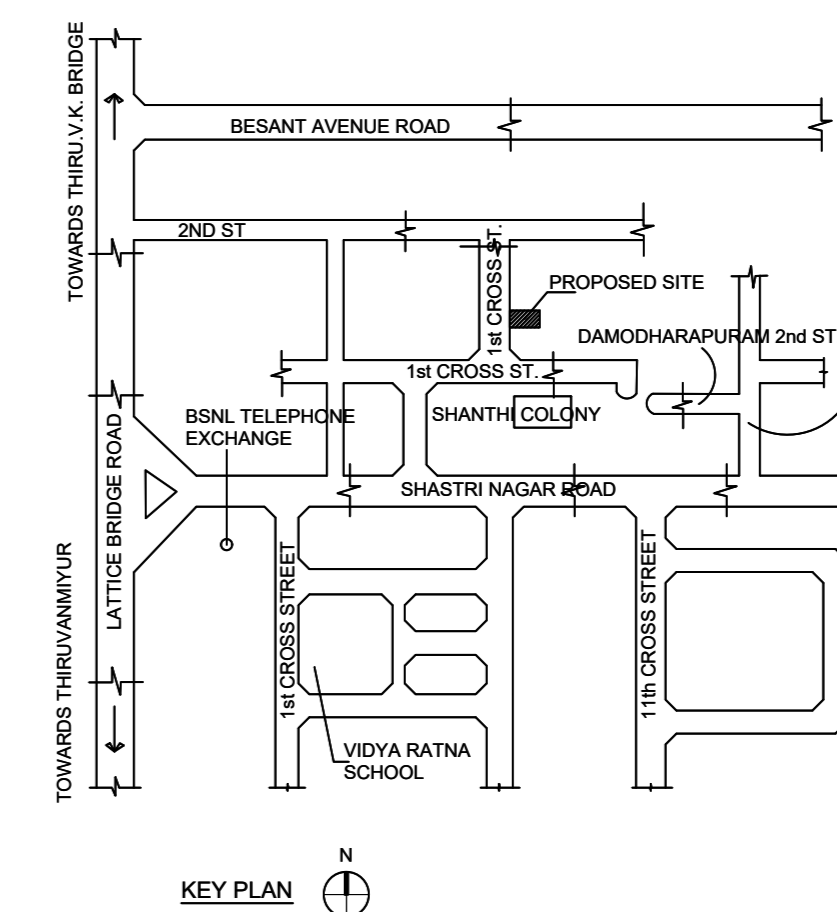 TOWARDS THIRU.V.K. BRIDGE
BESANT AVENUE ROAD
2ND ST
1st CROSS ST.
PROPOSED SITE
DAMODHARAPURAM 2nd ST
1st CROSS ST.
BSNL TELEPHONE
EXCHANGE
SHANTHI COLONY
LATTICE BRIDGE ROAD
SHASTRI NAGAR ROAD
TOWARDS THIRUVANMIYUR
1st CROSS STREET
11th CROSS STREET
VIDYA RATNA
SCHOOL
N
KEY PLAN